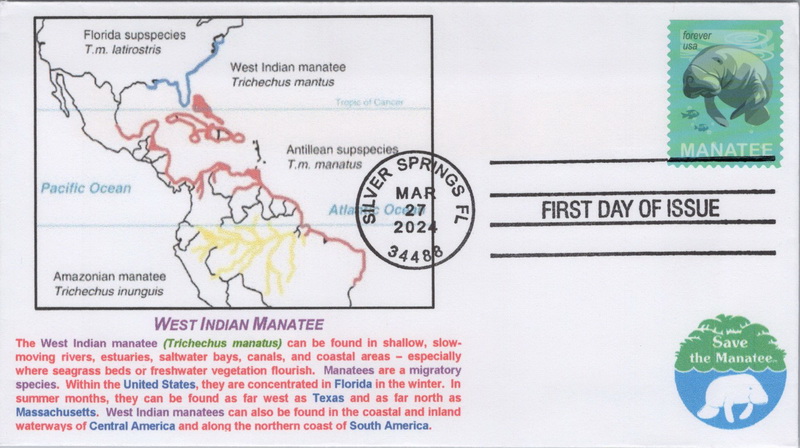 Florida supspecies
T.m. latirostris
West Indian manatee
Trichechus mantus
Tropic of Cancer
Antillean supspecies
T.m. manatus
Pacific Ocean
Atlantic Ocean
Amazonian manatee
Trichechus inunguis
forever
usa
MANATEE
SILVER SPRINGS FL
MAR
27
2024
34488
FIRST DAY OF ISSUE
WEST INDIAN MANATEE
The West Indian manatee (Trichechus manatus) can be found in shallow, slow-
moving rivers, estuaries, saltwater bays, canals, and coastal areas – especially
where seagrass beds or freshwater vegetation flourish. Manatees are a migratory
species. Within the United States, they are concentrated in Florida in the winter. In
summer months, they can be found as far west as Texas and as far north as
Massachusetts. West Indian manatees can also be found in the coastal and inland
waterways of Central America and along the northern coast of South America.
Save
the Manatee